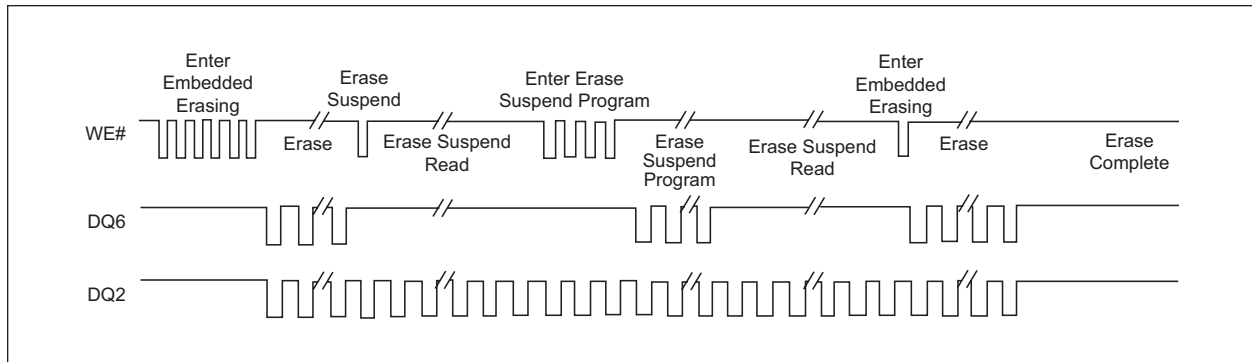 Enter
Embedded
Erasing
Erase
Suspend
Enter Erase
Suspend Program
Enter
Embedded
Erasing
WE#
Erase
Erase Suspend
Read
Erase
Suspend
Program
Erase Suspend
Read
Erase
Erase
Complete
DQ6
DQ2